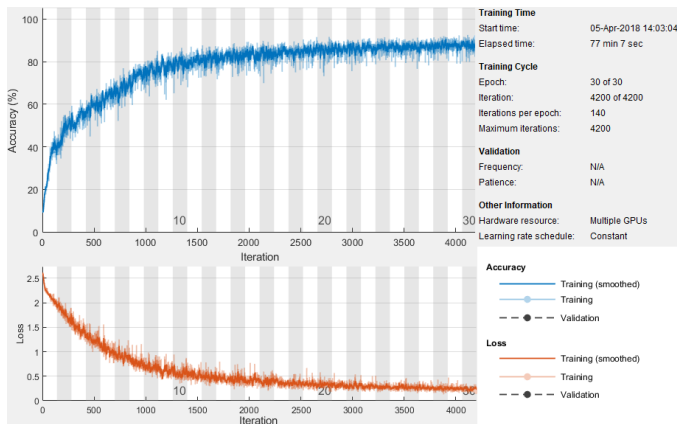 Training Time
Start time: 05-Apr-2018 14:03:04
Elapsed time: 77 min 7 sec
Training Cycle
Epoch: 30 of 30
Iteration: 4200 of 4200
Iterations per epoch: 140
Maximum iterations: 4200
Validation
Frequency: N/A
Patience: N/A
Other Information
Hardware resource: Multiple GPUs
Learning rate schedule: Constant
Accuracy (%)
100
80
60
40
20
0
10 20 30
0 500 1000 1500 2000 2500 3000 3500 4000
Iteration
Accuracy
Training (smoothed)
Training
Validation
Loss
2.5
2
1.5
1
0.5
0
10 20 30
0 500 1000 1500 2000 2500 3000 3500 4000
Iteration
Loss
Training (smoothed)
Training
Validation